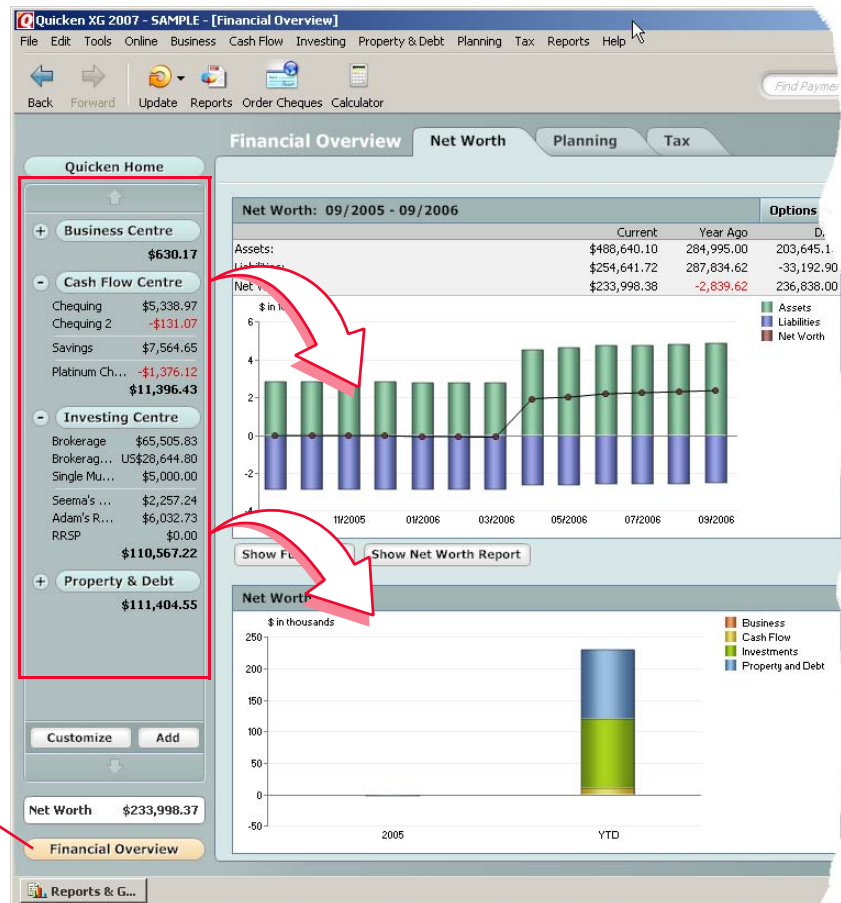 Quicken XG 2007 - SAMPLE - [Financial Overview]
File Edit Tools Online Business Cash Flow Investing Property & Debt Planning Tax Reports Help
Back Forward Update Reports Order Cheques Calculator
Find Payme
Financial Overview Net Worth Planning Tax
Quicken Home
+ Business Centre
$630.17
- Cash Flow Centre
Chequing $5,338.97
Chequing 2 -$131.07
Savings $7,564.65
Platinum Ch... -$1,376.12
$11,396.43
- Investing Centre
Brokerage $65,505.83
Brokerag... US$28,644.80
Single Mu... $5,000.00
Seema's ... $2,257.24
Adam's R... $6,032.73
RRSP $0.00
$110,567.22
+ Property & Debt
$111,404.55
Customize Add
Net Worth $233,998.37
Financial Overview
Net Worth: 09/2005 - 09/2006 Options
Current Year Ago D.
Assets: $488,640.10 284,995.00 203,645.1
$254,641.72 287,834.62 -33,192.90
Net $233,998.38 -2,839.62 236,838.00
$ in
Assets
Liabilities
Net Worth
6
4
2
0
-2
-4
11/2005 01/2006 03/2006 05/2006 07/2006 09/2006
Show Show Net Worth Report
Net Worth
$ in thousands
Business
Cash Flow
Investments
Property and Debt
250
200
150
100
50
0
-50
2005 YTD
Reports & G...